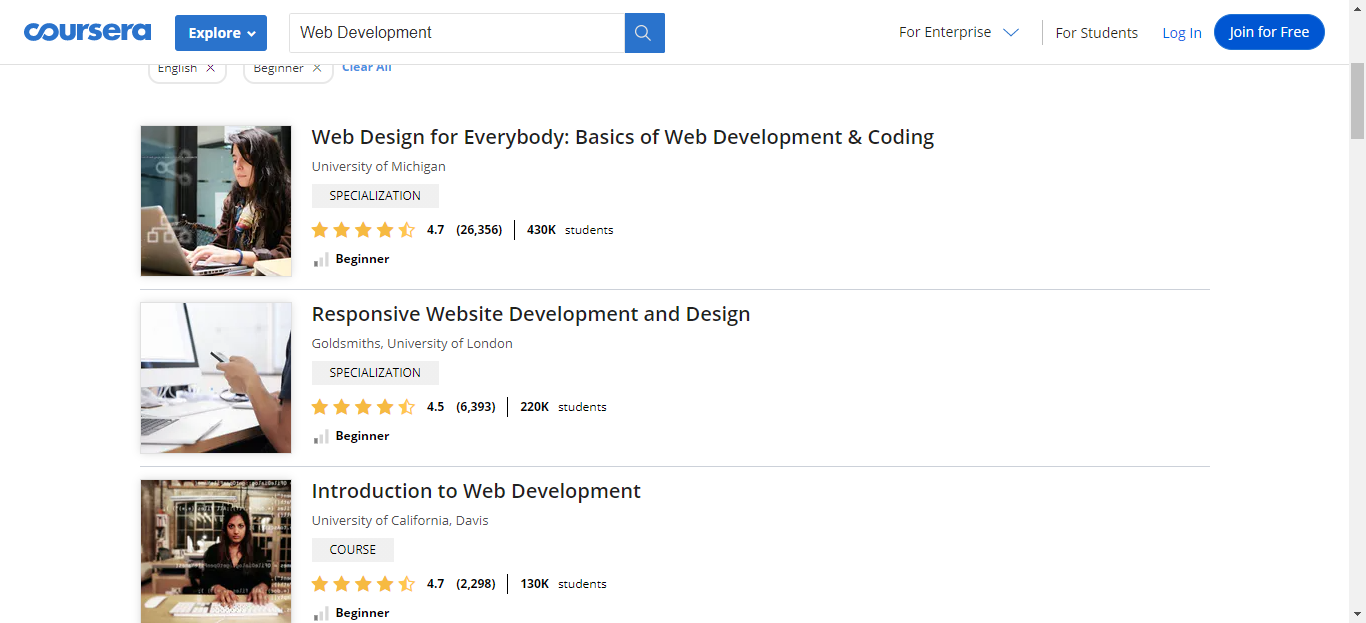 coursera
Explore
Web Development
For Enterprise
For Students
Log In
Join for Free
English ×
Beginner ×
Clear All
Web Design for Everybody: Basics of Web Development & Coding
University of Michigan
SPECIALIZATION
4.7 (26,356) 430K students
Beginner
Responsive Website Development and Design
Goldsmiths, University of London
SPECIALIZATION
4.5 (6,393) 220K students
Beginner
Introduction to Web Development
University of California, Davis
COURSE
4.7 (2,298) 130K students
Beginner